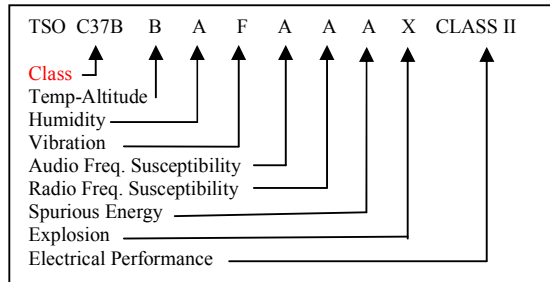 TSO C37B B A F A A A X CLASS II
Class
Temp-Altitude
Humidity
Vibration
Audio Freq. Susceptibility
Radio Freq. Susceptibility
Spurious Energy
Explosion
Electrical Performance